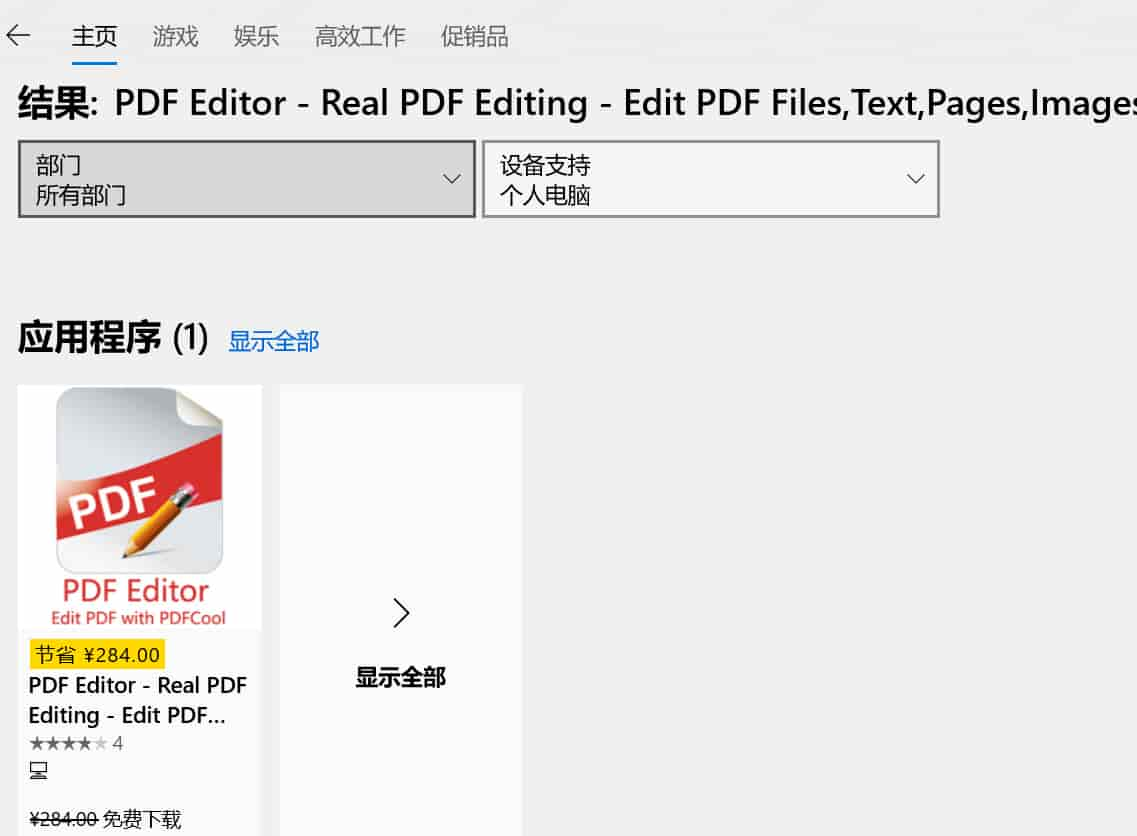 主页 游戏 娱乐 高效工作 促销品
结果: PDF Editor - Real PDF Editing - Edit PDF Files,Text,Pages,Images
部门
所有部门
设备支持
个人电脑
应用程序 (1) 显示全部
PDF
PDF Editor
Edit PDF with PDFCool
节省 ¥284.00
PDF Editor - Real PDF
Editing - Edit PDF...
4
¥284.00 免费下载
显示全部